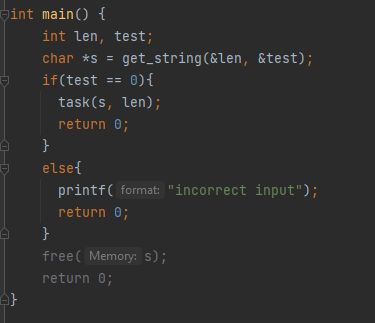 int main() {
    int len, test;
    char *s = get_string(&len, &test);
    if(test == 0){
      task(s, len);
      return 0;
    }
    else{
      printf( format: "incorrect input");
      return 0;
    }
    free( Memory: s);
    return 0;
}